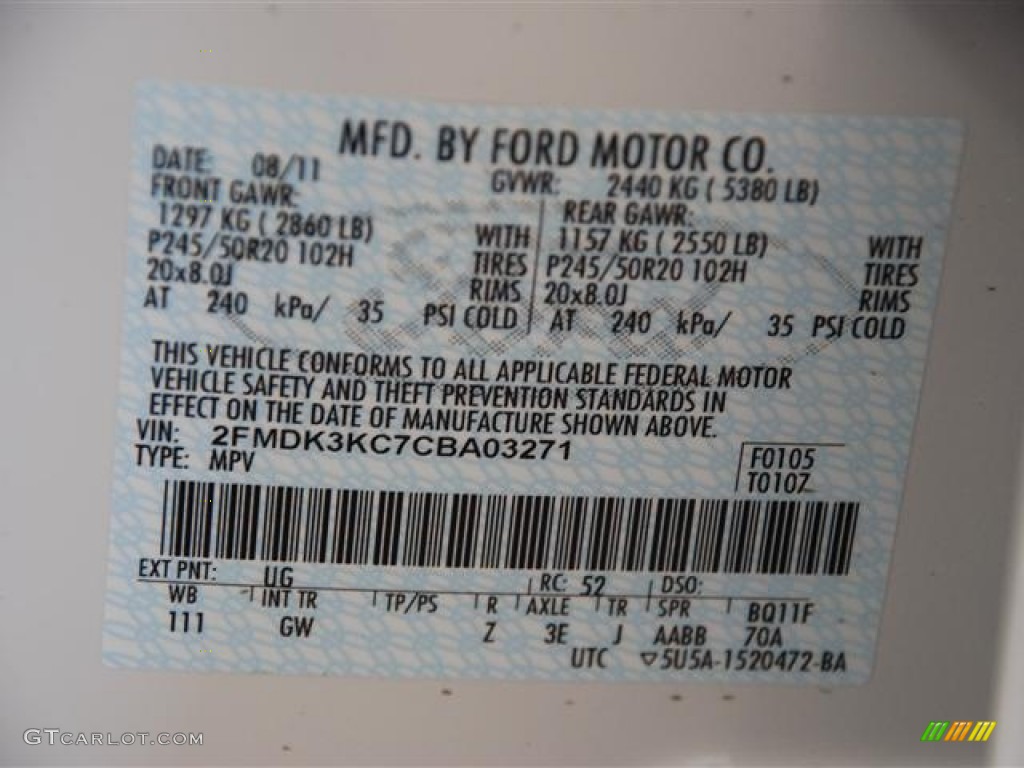 MFD. BY FORD MOTOR CO.
DATE: 08/11 GVWR: 2440 KG ( 5380 LB)
FRONT GAWR: REAR GAWR:
1297 KG ( 2860 LB) WITH 1157 KG ( 2550 LB) WITH
P245/50R20 102H TIRES P245/50R20 102H TIRES
20x8.0J RIMS 20x8.0J RIMS
AT 240 kPa/ 35 PSI COLD AT 240 kPa/ 35 PSI COLD
THIS VEHICLE CONFORMS TO ALL APPLICABLE FEDERAL MOTOR
VEHICLE SAFETY AND THEFT PREVENTION STANDARDS IN
EFFECT ON THE DATE OF MANUFACTURE SHOWN ABOVE.
VIN: 2FMDK3KC7CBA03271
TYPE: MPV F0105
T0107
EXT PNT: UG RC: 52 DSO:
WB INT TR TP/PS R AXLE TR SPR BQ11F
111 GW Z 3E J AABB 70A
UTC ▽5U5A-1520472-BA
GTCARLOT.COM